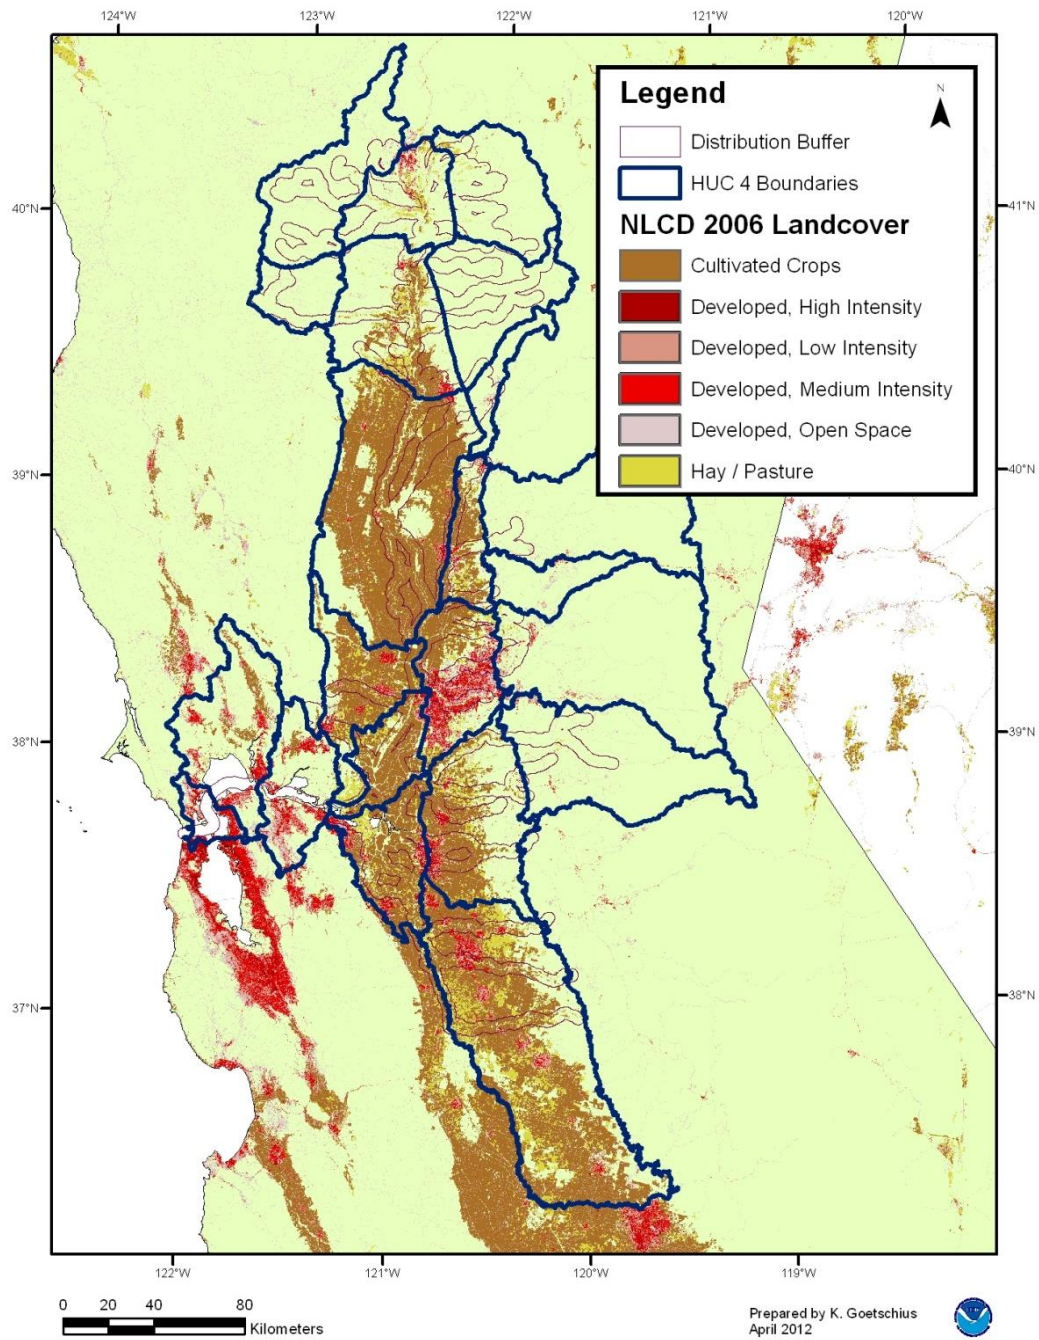 124°W 123°W 122°W 121°W 120°W
Legend
N
Distribution Buffer
HUC 4 Boundaries
NLCD 2006 Landcover
Cultivated Crops
Developed, High Intensity
Developed, Low Intensity
Developed, Medium Intensity
Developed, Open Space
Hay / Pasture
40°N
41°N
39°N
40°N
38°N
39°N
37°N
38°N
122°W 121°W 120°W 119°W
0 20 40 80
Kilometers
Prepared by K. Goetschius
April 2012